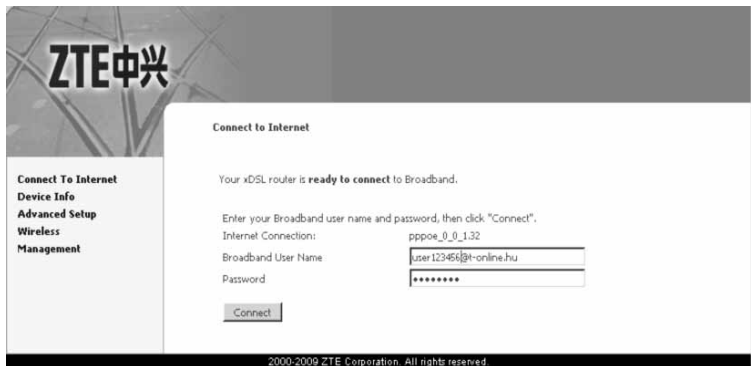 ZTE中兴
Connect to Internet
Connect To Internet
Device Info
Advanced Setup
Wireless
Management
Your xDSL router is ready to connect to Broadband.
Enter your Broadband user name and password, then click "Connect".
Internet Connection: pppoe_0_0_1.32
Broadband User Name user123456@t-online.hu
Password ••••••••
Connect
2000-2009 ZTE Corporation. All rights reserved